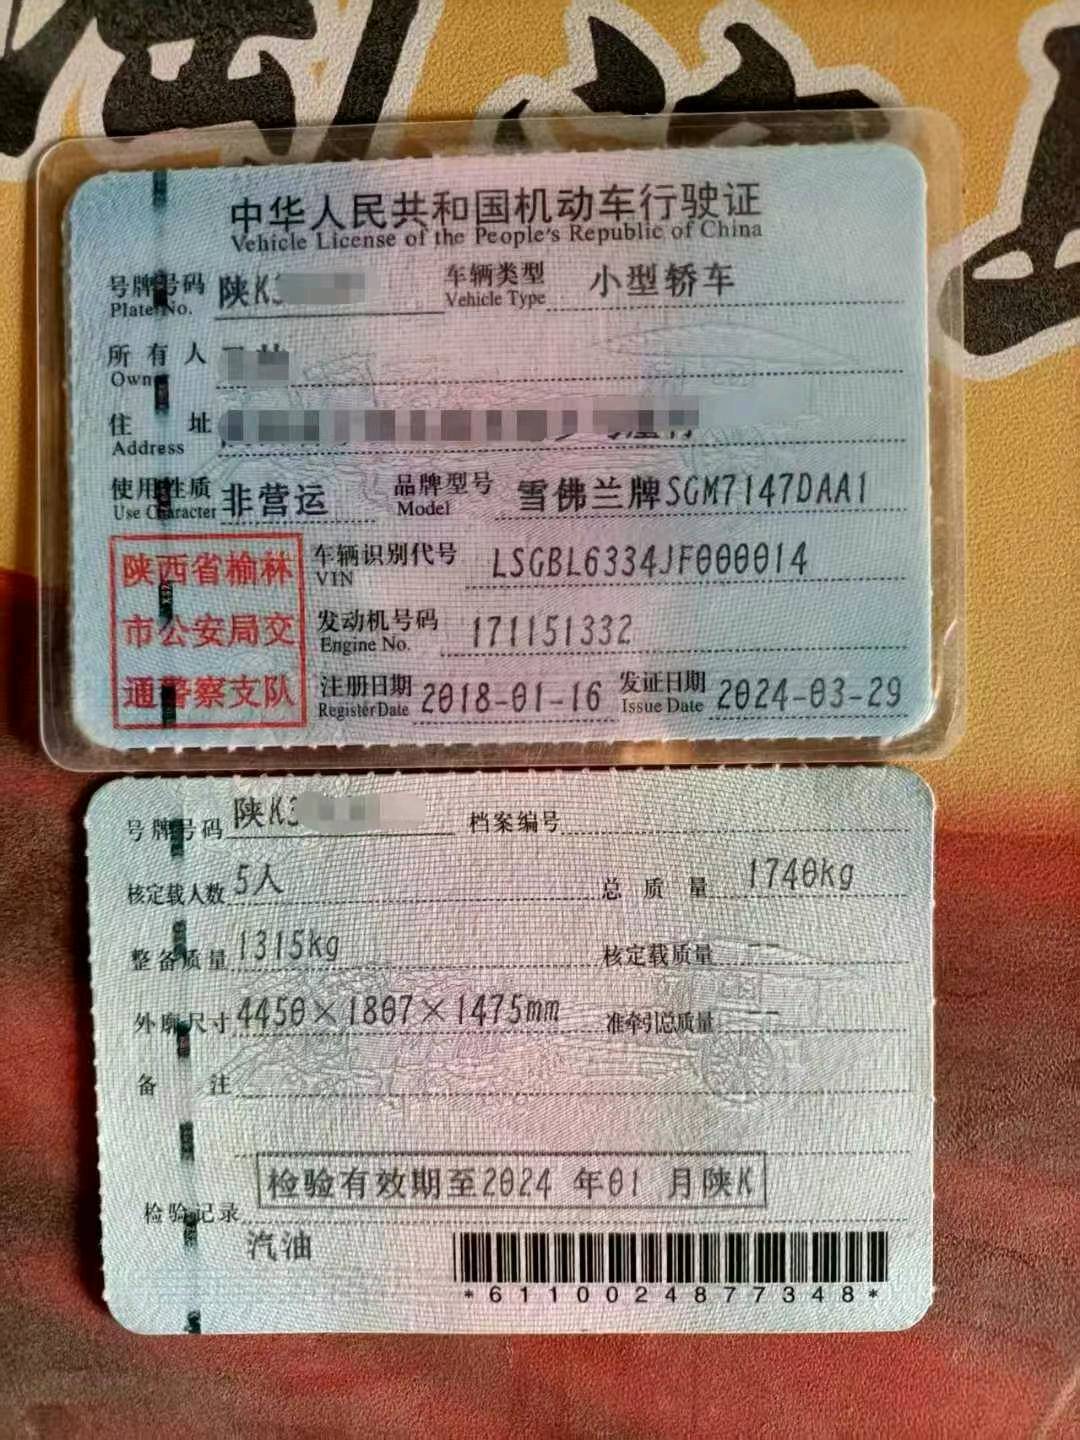 中华人民共和国机动车行驶证
Vehicle License of the People's Republic of China
号牌号码 陕K3 车辆类型 小型轿车
Plate No. Vehicle Type
所有人
Owner
住址
Address
使用性质 非营运 品牌型号 雪佛兰牌SGM7147DAA1
Use Character Model
陕西省榆林
市公安局交
通警察支队
车辆识别代号 LSGBL6334JF000014
VIN
发动机号码 171151332
Engine No.
注册日期 2018-01-16 发证日期 2024-03-29
Register Date Issue Date
号牌号码 陕K3 档案编号
核定载人数 5人 总质量 1740kg
整备质量 1315kg 核定载质量 --
外廓尺寸 4450×1807×1475mm 准牵引总质量 --
备注
检验有效期至2024 年01 月陕K
检验记录
汽油
*6110024877348*